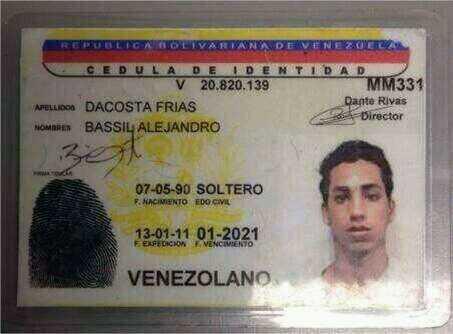 REPUBLICA BOLIVARIANA DE VENEZUELA
CEDULA DE IDENTIDAD
V 20.820.139 MM331
APELLIDOS DACOSTA FRIAS Dante Rivas
NOMBRES BASSIL ALEJANDRO Director
FIRMA TITULAR
07-05-90 SOLTERO
F. NACIMIENTO EDO CIVIL
13-01-11 01-2021
F. EXPEDICION F. VENCIMIENTO
VENEZOLANO